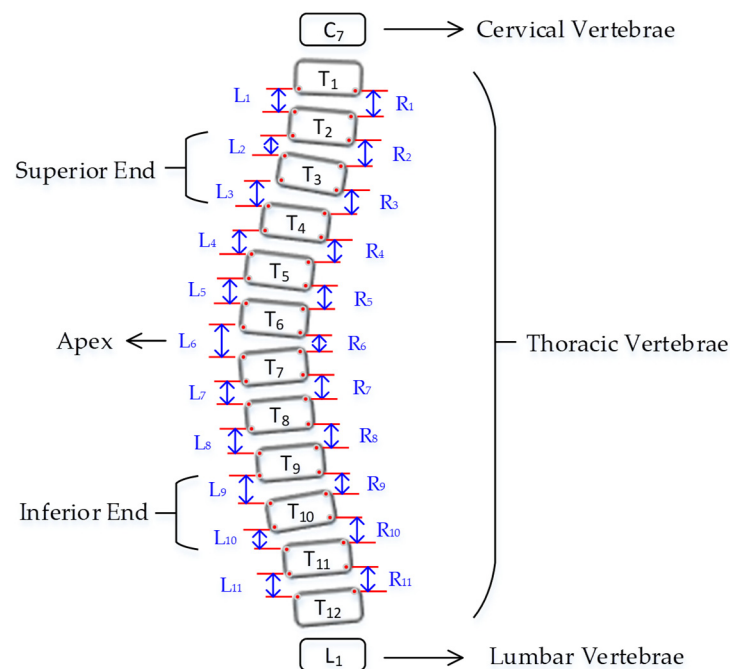 C7 Cervical Vertebrae
T1
L1 R1
T2
L2 R2
Superior End T3
L3 R3
T4
L4 R4
T5
L5 R5
T6
Apex L6 R6 Thoracic Vertebrae
T7
L7 R7
T8
L8 R8
T9
L9 R9
Inferior End T10
L10 R10
T11
L11 R11
T12
L1 Lumbar Vertebrae